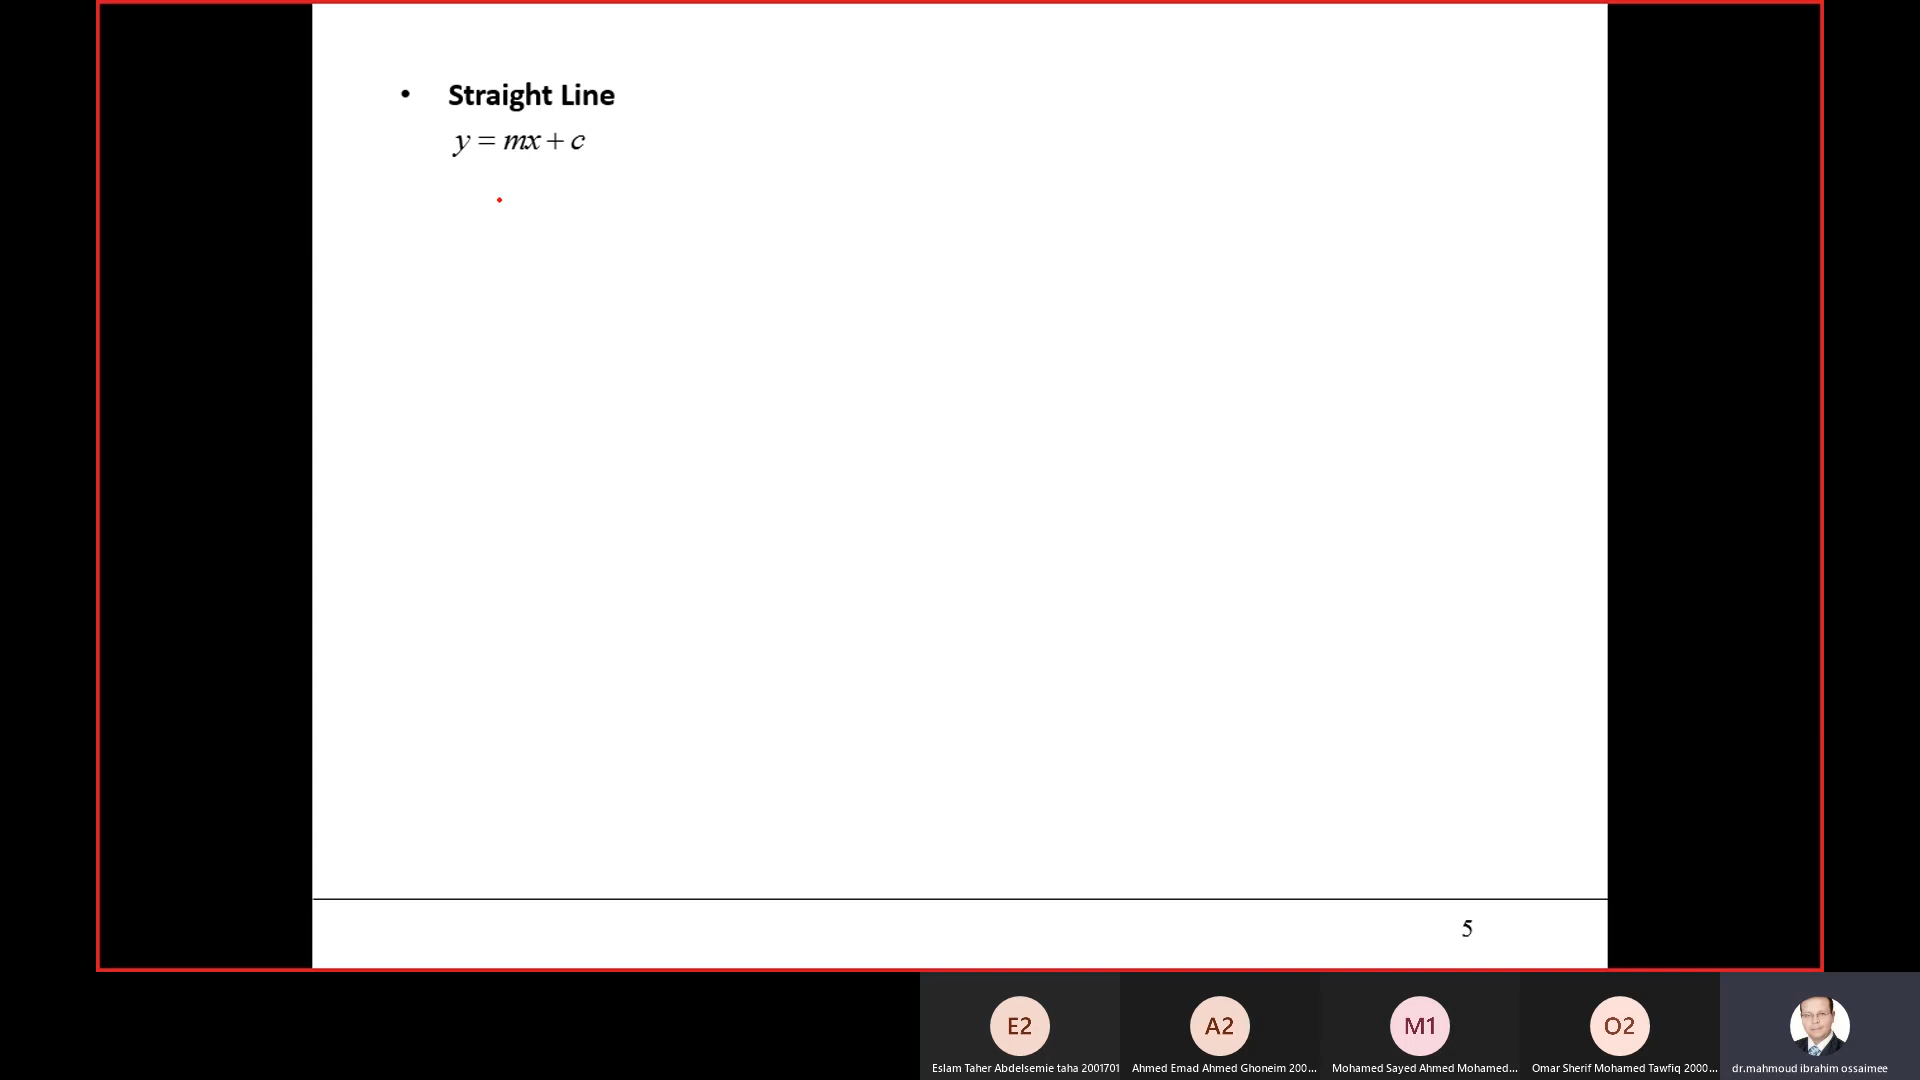 • Straight Line
y = mx + c
5
E2 A2 M1 O2
Eslam Taher Abdelsemie taha 2001701 Ahmed Emad Ahmed Ghoneim 200... Mohamed Sayed Ahmed Mohamed... Omar Sherif Mohamed Tawfiq 2000... dr.mahmoud ibrahim ossaimee